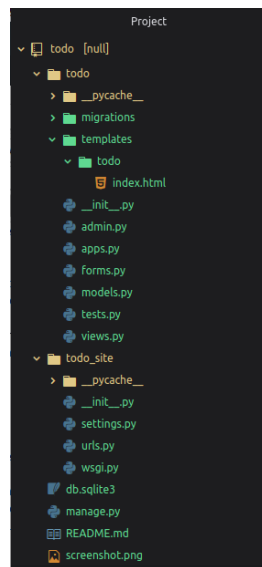 Project
todo [null]
todo
__pycache__
migrations
templates
todo
index.html
__init__.py
admin.py
apps.py
forms.py
models.py
tests.py
views.py
todo_site
__pycache__
__init__.py
settings.py
urls.py
wsgi.py
db.sqlite3
manage.py
README.md
screenshot.png